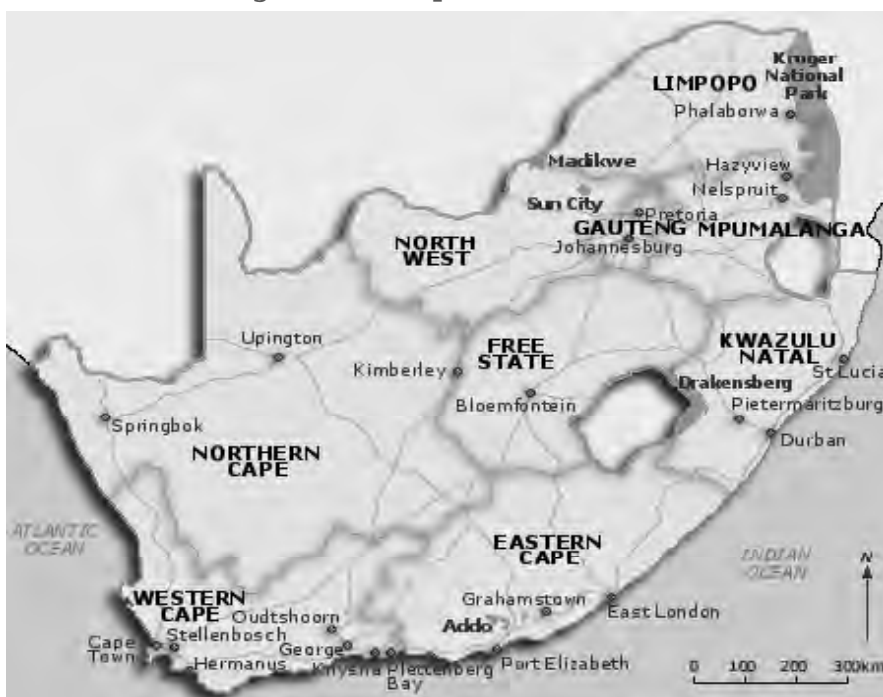 Kruger
National
Park
LIMPOPO
Phalaborwa
Madikwe
Hazyview
Nelspruit
Sun City
Pretoria
GAUTENG
MPUMALANGA
Johannesburg
NORTH
WEST
Upington
Kimberley
FREE
STATE
KWAZULU
NATAL
St Lucia
Drakensberg
Bloemfontein
Pietermaritzburg
Durban
Springbok
NORTHERN
CAPE
ATLANTIC
OCEAN
EASTERN
CAPE
INDIAN
OCEAN
N
WESTERN
CAPE
Grahamstown
East London
Oudtshoorn
Addo
Cape
Town
Stellenbosch
George
Hermanus
Knysna
Plettenberg
Bay
Port Elizabeth
0 100 200 300km